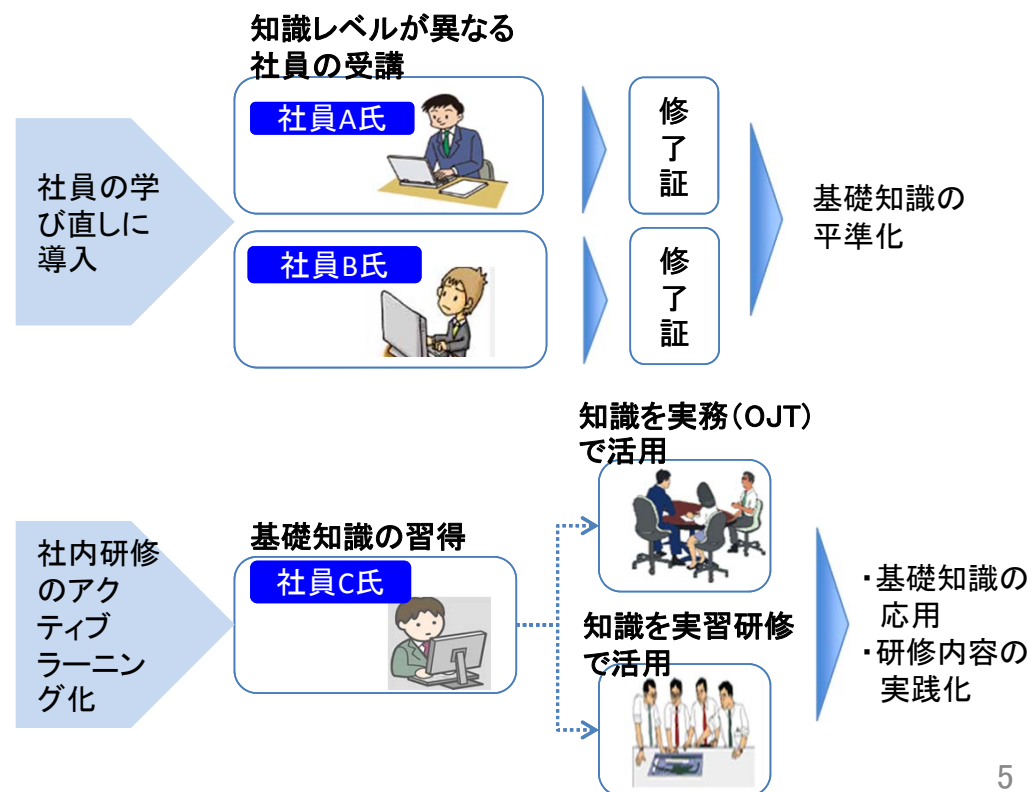 知識レベルが異なる
社員の受講
社員の学
び直しに
導入
社員A氏
修
了
証
社員B氏
修
了
証
基礎知識の
平準化
知識を実務(OJT)
で活用
社内研修
のアク
ティブ
ラーニン
グ化
基礎知識の習得
社員C氏
知識を実習研修
で活用
・基礎知識の
応用
・研修内容の
実践化
5